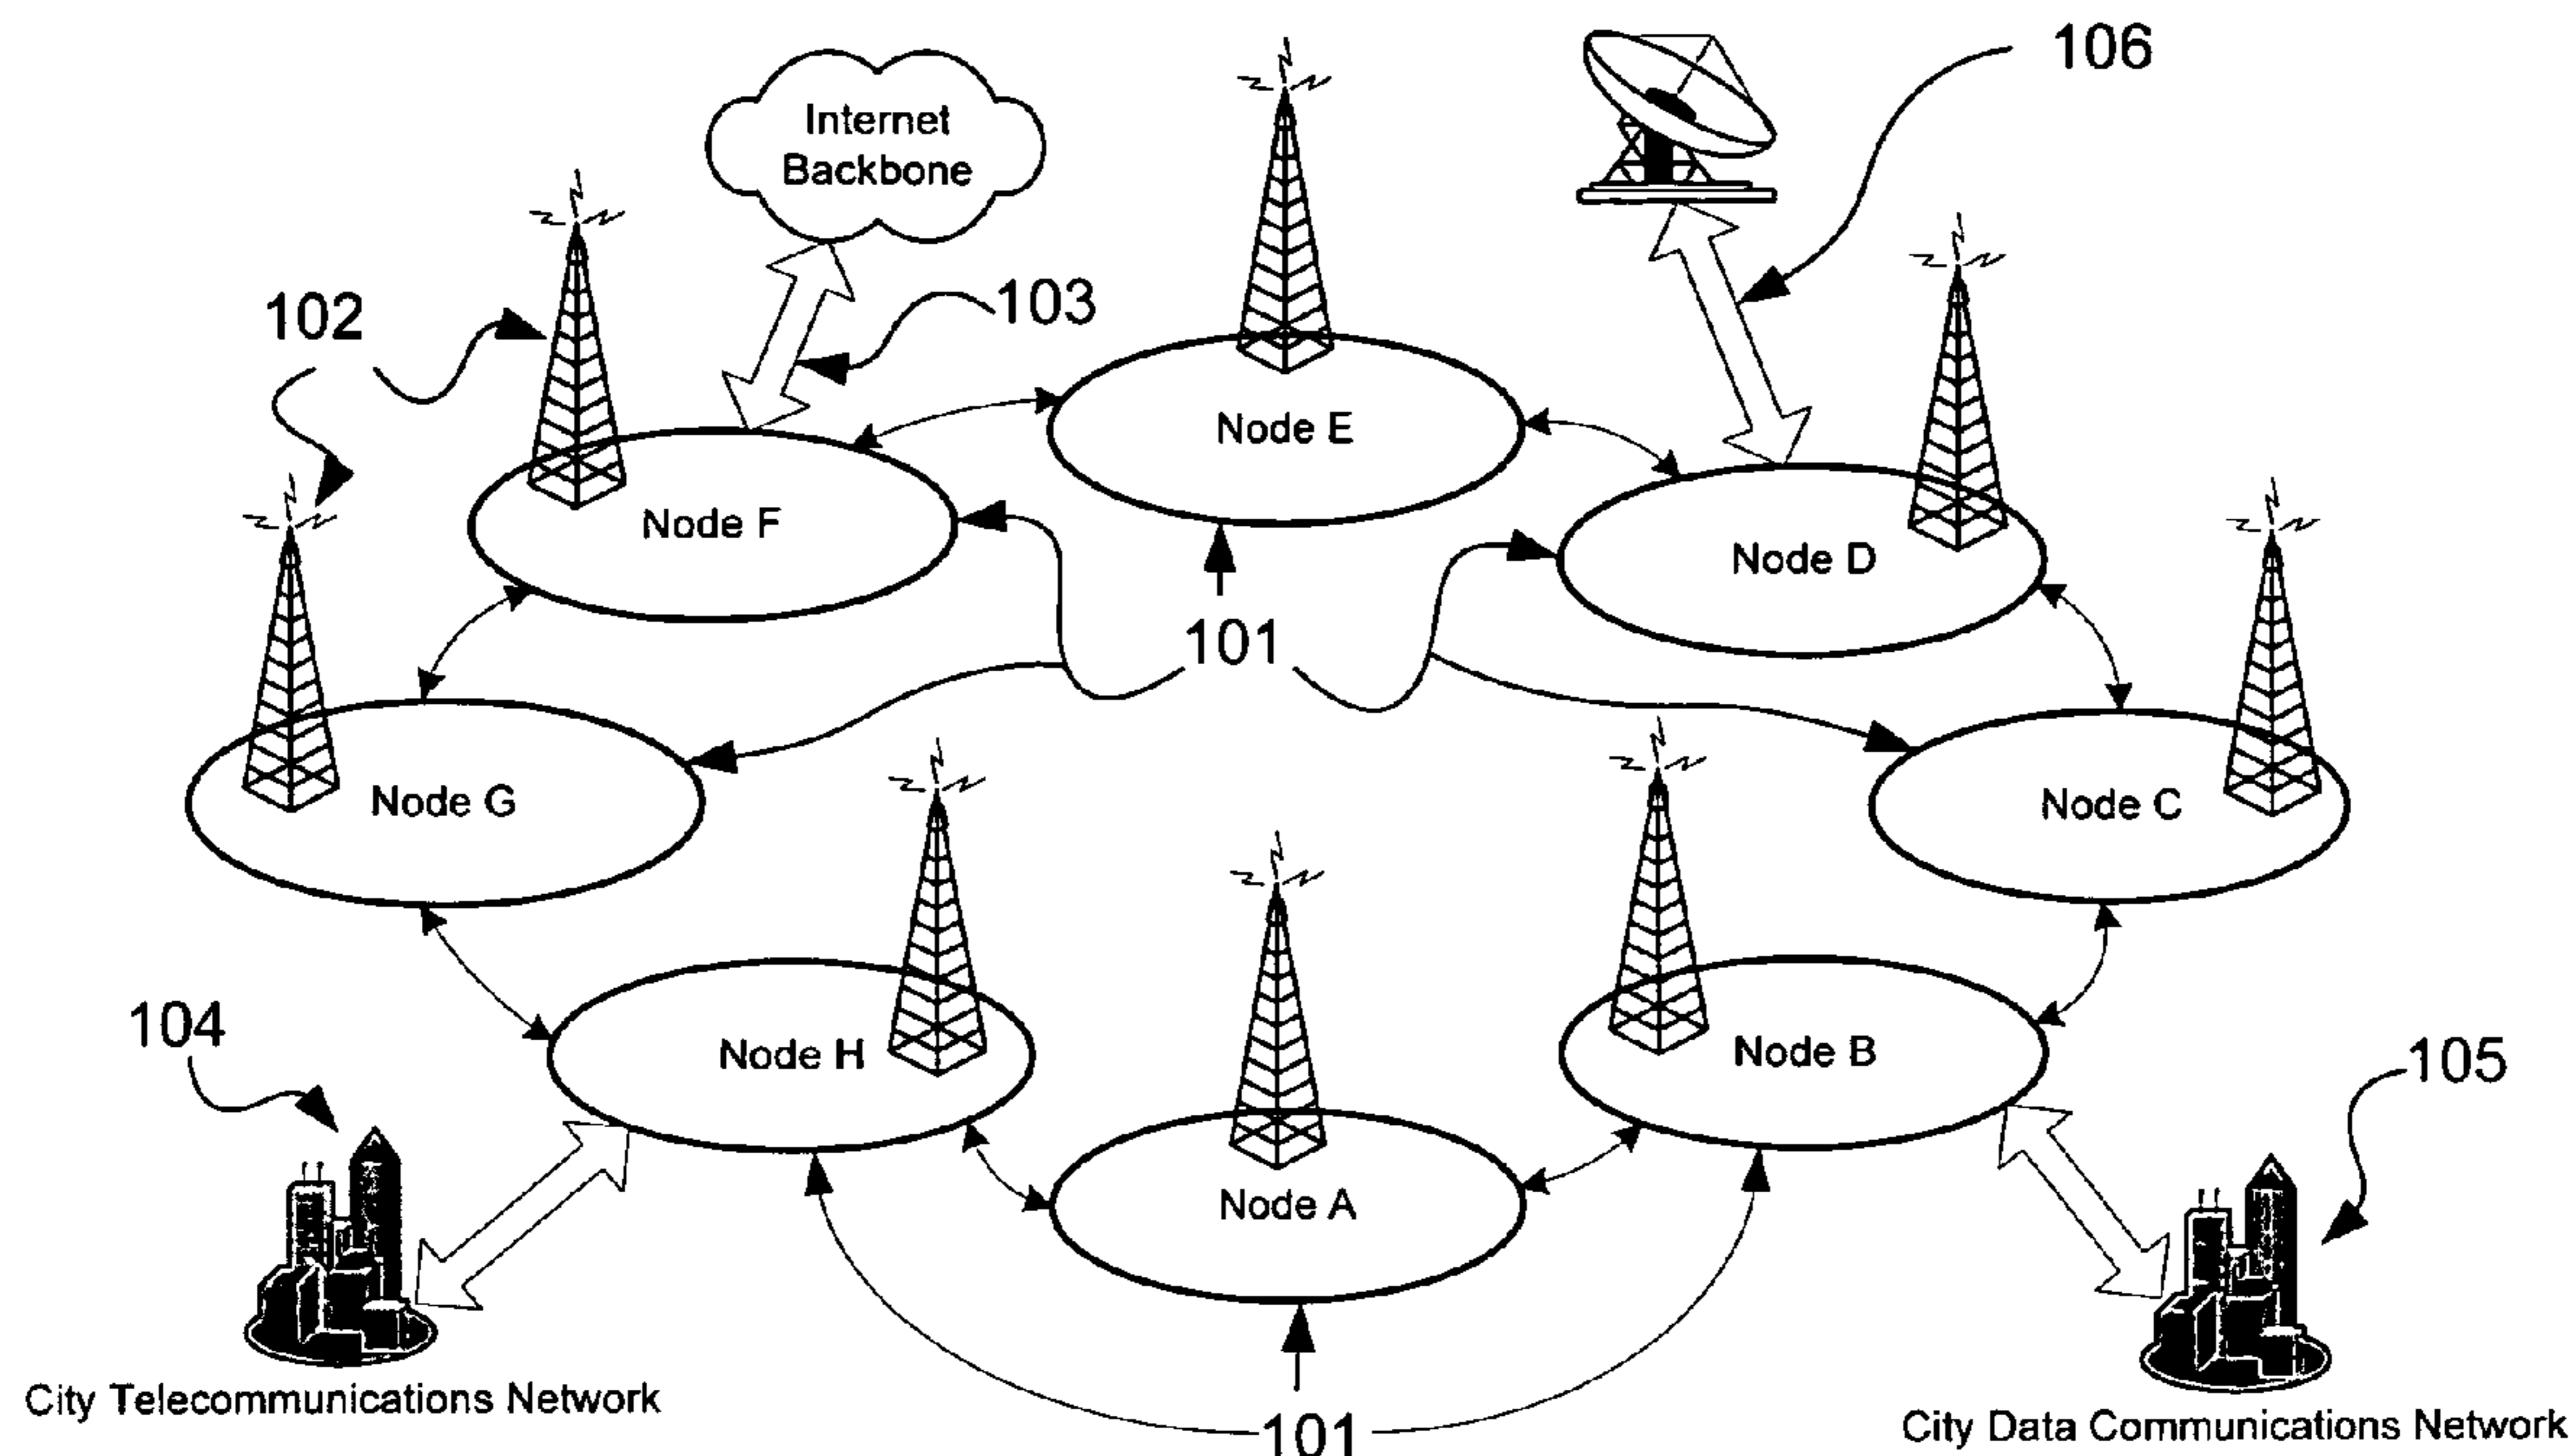 106
Internet
Backbone
102
103
Node E
Node F
Node D
101
Node G
Node C
104
Node H
Node B
105
Node A
City Telecommunications Network
101
City Data Communications Network